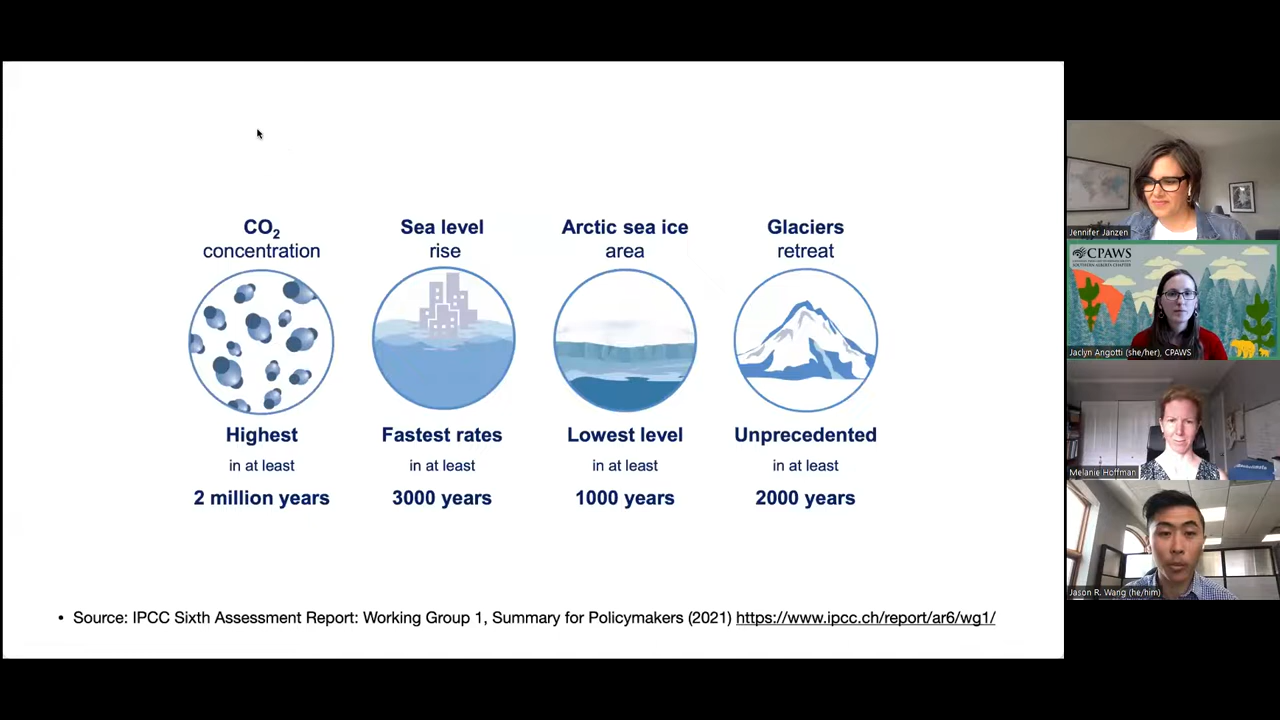 CO2
concentration
Highest
in at least
2 million years
Sea level
rise
Fastest rates
in at least
3000 years
Arctic sea ice
area
Lowest level
in at least
1000 years
Glaciers
retreat
Unprecedented
in at least
2000 years
• Source: IPCC Sixth Assessment Report: Working Group 1, Summary for Policymakers (2021) https://www.ipcc.ch/report/ar6/wg1/
Jennifer Janzen
CPAWS
SOUTHERN ALBERTA CHAPTER
Jaclyn Angotti (she/her), CPAWS
Melanie Hoffman
Jason R. Wang (he/him)